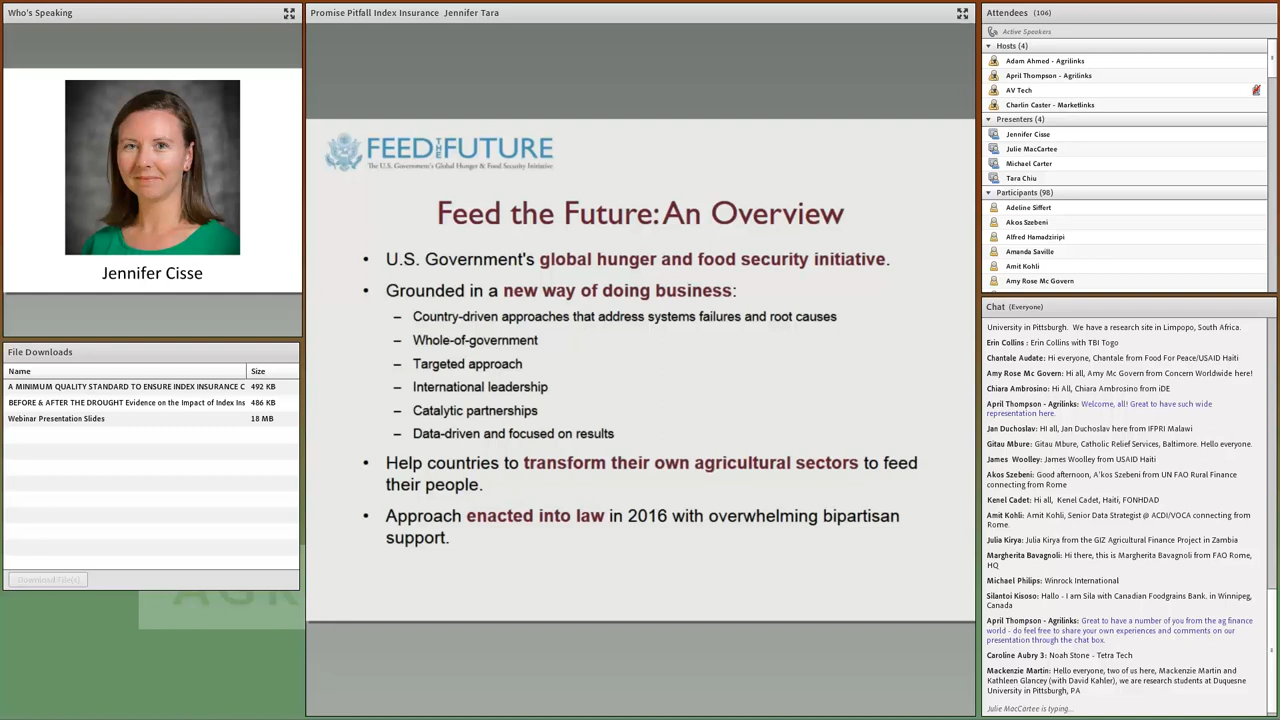 Who's Speaking
Jennifer Cisse
File Downloads
Name Size
A MINIMUM QUALITY STANDARD TO ENSURE INDEX INSURANCE C 492 KB
BEFORE & AFTER THE DROUGHT Evidence on the Impact of Index Ins 486 KB
Webinar Presentation Slides 18 MB
Download File(s)
AGR
Promise Pitfall Index Insurance Jennifer Tara
FEED THE FUTURE
The U.S. Government's Global Hunger & Food Security Initiative
Feed the Future: An Overview
• U.S. Government's global hunger and food security initiative.
• Grounded in a new way of doing business:
– Country-driven approaches that address systems failures and root causes
– Whole-of-government
– Targeted approach
– International leadership
– Catalytic partnerships
– Data-driven and focused on results
• Help countries to transform their own agricultural sectors to feed
their people.
• Approach enacted into law in 2016 with overwhelming bipartisan
support.
Attendees (106)
Active Speakers
Hosts (4)
Adam Ahmed - Agrilinks
April Thompson - Agrilinks
AV Tech
Charlin Caster - Marketlinks
Presenters (4)
Jennifer Cisse
Julie MacCartee
Michael Carter
Tara Chiu
Participants (98)
Adeline Siffert
Akos Szebeni
Alfred Hamadziripi
Amanda Saville
Amit Kohli
Amy Rose Mc Govern
Chat (Everyone)
University in Pittsburgh. We have a research site in Limpopo, South Africa.
Erin Collins : Erin Collins with TBI Togo
Chantale Audate: Hi everyone, Chantale from Food For Peace/USAID Haiti
Amy Rose Mc Govern: Hi all, Amy Mc Govern from Concern Worldwide here!
Chiara Ambrosino: Hi All, Chiara Ambrosino from iDE
April Thompson - Agrilinks: Welcome, all! Great to have such wide
representation here.
Jan Duchoslav: HI all, Jan Duchoslav here from IFPRI Malawi
Gitau Mbure: Gitau Mbure, Catholic Relief Services, Baltimore. Hello everyone.
James Woolley: James Woolley from USAID Haiti
Akos Szebeni: Good afternoon, A'kos Szebeni from UN FAO Rural Finance
connecting from Rome
Kenel Cadet: Hi all, Kenel Cadet, Haiti, FONHDAD
Amit Kohli: Amit Kohli, Senior Data Strategist @ ACDI/VOCA connecting from
Rome.
Julia Kirya: Julia Kirya from the GIZ Agricultural Finance Project in Zambia
Margherita Bavagnoli: Hi there, this is Margherita Bavagnoli from FAO Rome,
HQ
Michael Philips: Winrock International
Silantoi Kisoso: Hallo - I am Sila with Canadian Foodgrains Bank. in Winnipeg,
Canada
April Thompson - Agrilinks: Great to have a number of you from the ag finance
world - do feel free to share your own experiences and comments on our
presentation through the chat box.
Caroline Aubry 3: Noah Stone - Tetra Tech
Mackenzie Martin: Hello everyone, two of us here, Mackenzie Martin and
Kathleen Glancey (with David Kahler), we are research students at Duquesne
University in Pittsburgh, PA
Julie MacCartee is typing...